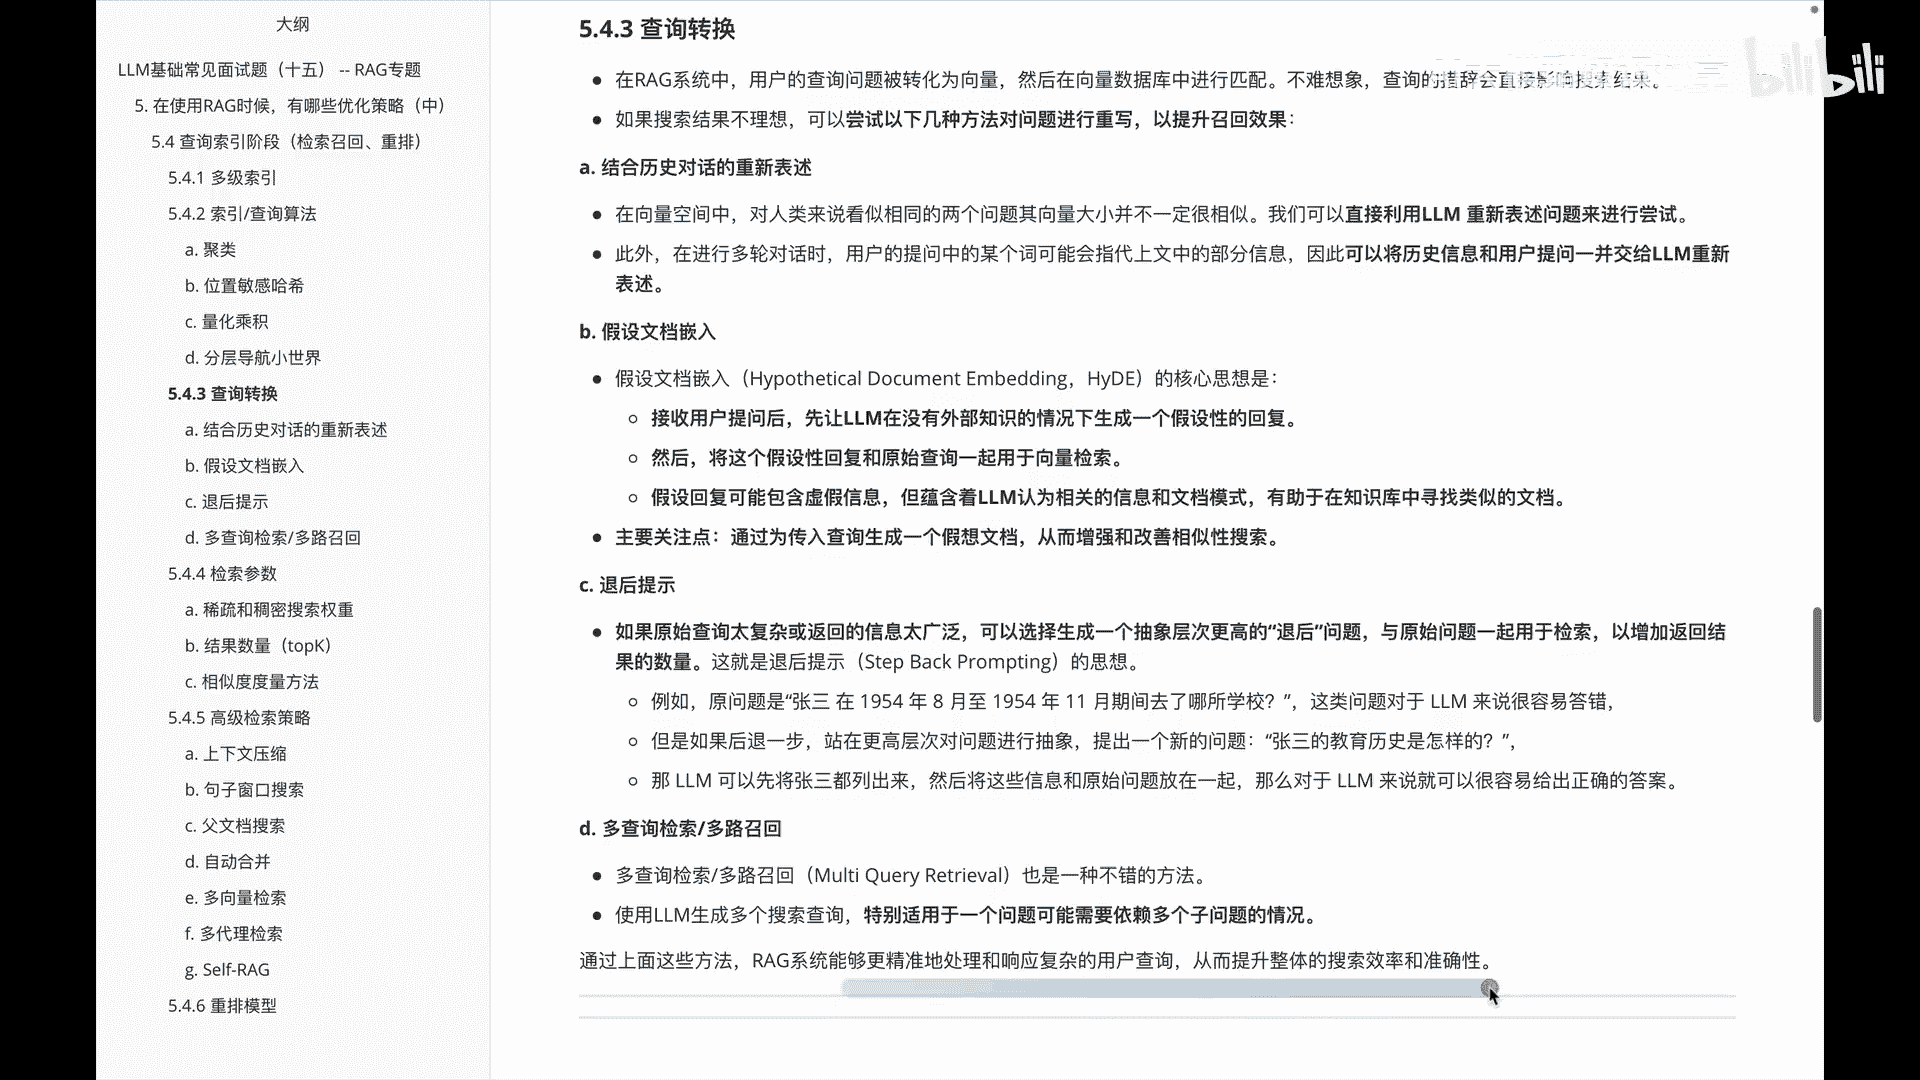 大纲
LLM基础常见面试题（十五） -- RAG专题
5. 在使用RAG时候，有哪些优化策略（中）
5.4 查询索引阶段（检索召回、重排）
5.4.1 多级索引
5.4.2 索引/查询算法
a. 聚类
b. 位置敏感哈希
c. 量化乘积
d. 分层导航小世界
5.4.3 查询转换
a. 结合历史对话的重新表述
b. 假设文档嵌入
c. 退后提示
d. 多查询检索/多路召回
5.4.4 检索参数
a. 稀疏和稠密搜索权重
b. 结果数量（topK）
c. 相似度度量方法
5.4.5 高级检索策略
a. 上下文压缩
b. 句子窗口搜索
c. 父文档搜索
d. 自动合并
e. 多向量检索
f. 多代理检索
g. Self-RAG
5.4.6 重排模型
5.4.3 查询转换
在RAG系统中，用户的查询问题被转化为向量，然后在向量数据库中进行匹配。不难想象，查询的措辞会直接影响搜索结果。
如果搜索结果不理想，可以尝试以下几种方法对问题进行重写，以提升召回效果：
a. 结合历史对话的重新表述
在向量空间中，对人类来说看似相同的两个问题其向量大小并不一定很相似。我们可以直接利用LLM 重新表述问题来进行尝试。
此外，在进行多轮对话时，用户的提问中的某个词可能会指代上文中的部分信息，因此可以将历史信息和用户提问一并交给LLM重新
表述。
b. 假设文档嵌入
假设文档嵌入（Hypothetical Document Embedding，HyDE）的核心思想是：
接收用户提问后，先让LLM在没有外部知识的情况下生成一个假设性的回复。
然后，将这个假设性回复和原始查询一起用于向量检索。
假设回复可能包含虚假信息，但蕴含着LLM认为相关的信息和文档模式，有助于在知识库中寻找类似的文档。
主要关注点：通过为传入查询生成一个假想文档，从而增强和改善相似性搜索。
c. 退后提示
如果原始查询太复杂或返回的信息太广泛，可以选择生成一个抽象层次更高的“退后”问题，与原始问题一起用于检索，以增加返回结
果的数量。这就是退后提示（Step Back Prompting）的思想。
例如，原问题是“张三 在 1954 年 8 月至 1954 年 11 月期间去了哪所学校？”，这类问题对于 LLM 来说很容易答错，
但是如果后退一步，站在更高层次对问题进行抽象，提出一个新的问题：“张三的教育历史是怎样的？”，
那 LLM 可以先将张三都列出来，然后将这些信息和原始问题放在一起，那么对于 LLM 来说就可以很容易给出正确的答案。
d. 多查询检索/多路召回
多查询检索/多路召回（Multi Query Retrieval）也是一种不错的方法。
使用LLM生成多个搜索查询，特别适用于一个问题可能需要依赖多个子问题的情况。
通过上面这些方法，RAG系统能够更精准地处理和响应复杂的用户查询，从而提升整体的搜索效率和准确性。
bilibili